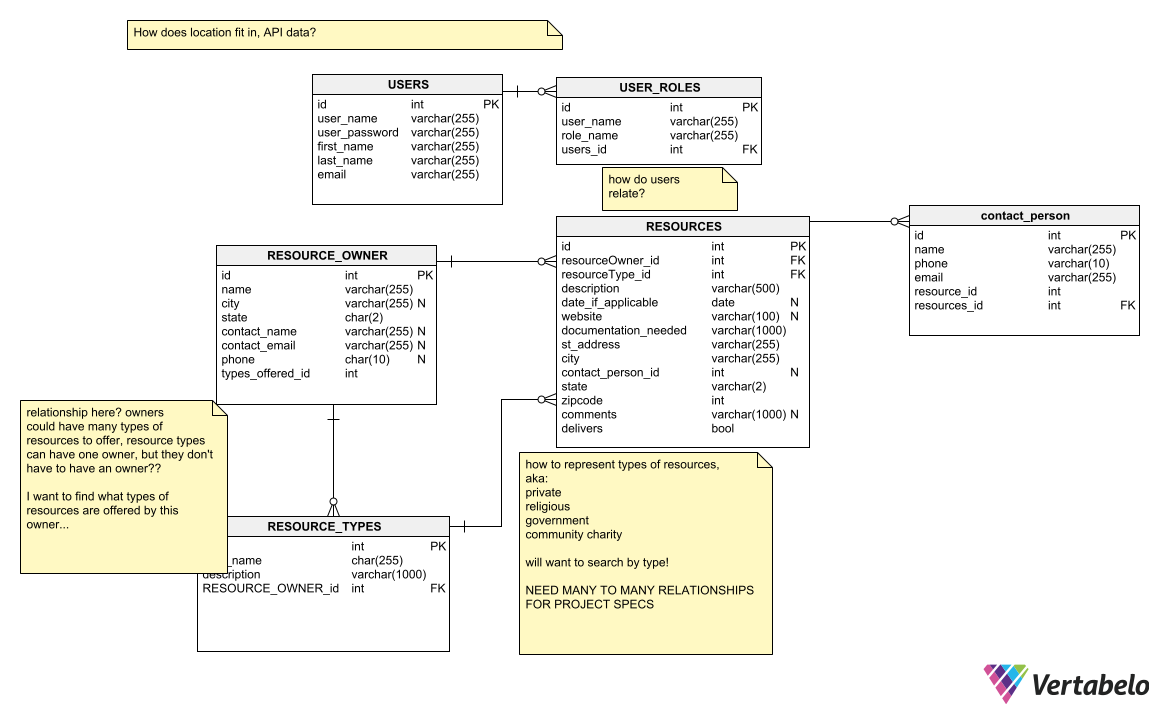 How does location fit in, API data?
USERS
id int PK
user_name varchar(255)
user_password varchar(255)
first_name varchar(255)
last_name varchar(255)
email varchar(255)
USER_ROLES
id int PK
user_name varchar(255)
role_name varchar(255)
users_id int FK
how do users
relate?
RESOURCES
id int PK
resourceOwner_id int FK
resourceType_id int FK
description varchar(500)
date_if_applicable date N
website varchar(100) N
documentation_needed varchar(1000)
st_address varchar(255)
city varchar(255)
contact_person_id int N
state varchar(2)
zipcode int
comments varchar(1000) N
delivers bool
contact_person
id int PK
name varchar(255)
phone varchar(10)
email varchar(255)
resource_id int
resources_id int FK
RESOURCE_OWNER
id int PK
name varchar(255)
city varchar(255) N
state char(2)
contact_name varchar(255) N
contact_email varchar(255) N
phone char(10) N
types_offered_id int
relationship here? owners
could have many types of
resources to offer, resource types
can have one owner, but they don't
have to have an owner??
I want to find what types of
resources are offered by this
owner...
RESOURCE_TYPES
int PK
_name char(255)
description varchar(1000)
RESOURCE_OWNER_id int FK
how to represent types of resources,
aka:
private
religious
government
community charity
will want to search by type!
NEED MANY TO MANY RELATIONSHIPS
FOR PROJECT SPECS
Vertabelo